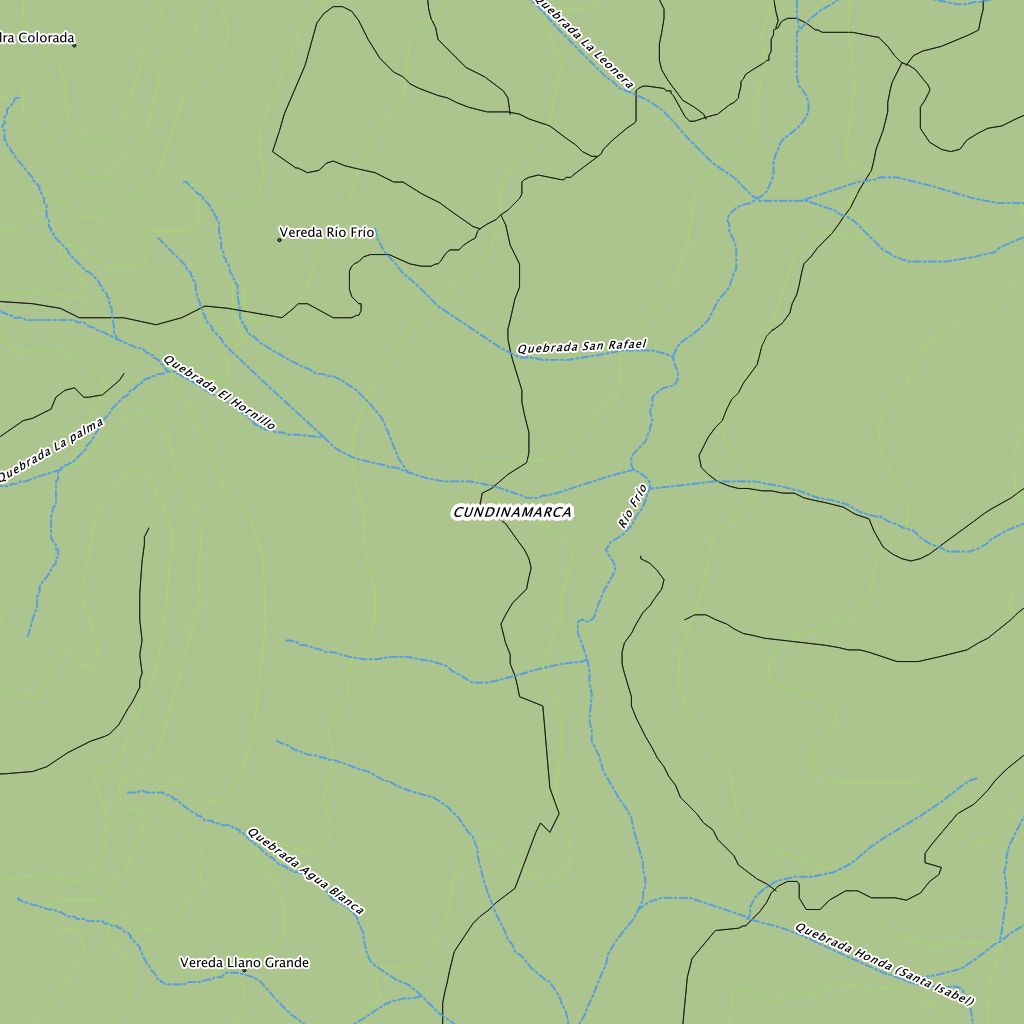 Quebrada La Leonera
dra Colorada
Vereda Río Frío
Quebrada San Rafael
Quebrada El Hornillo
Quebrada La palma
Río Frío
CUNDINAMARCA
Quebrada Agua Blanca
Quebrada Honda (Santa Isabel)
Vereda Llano Grande